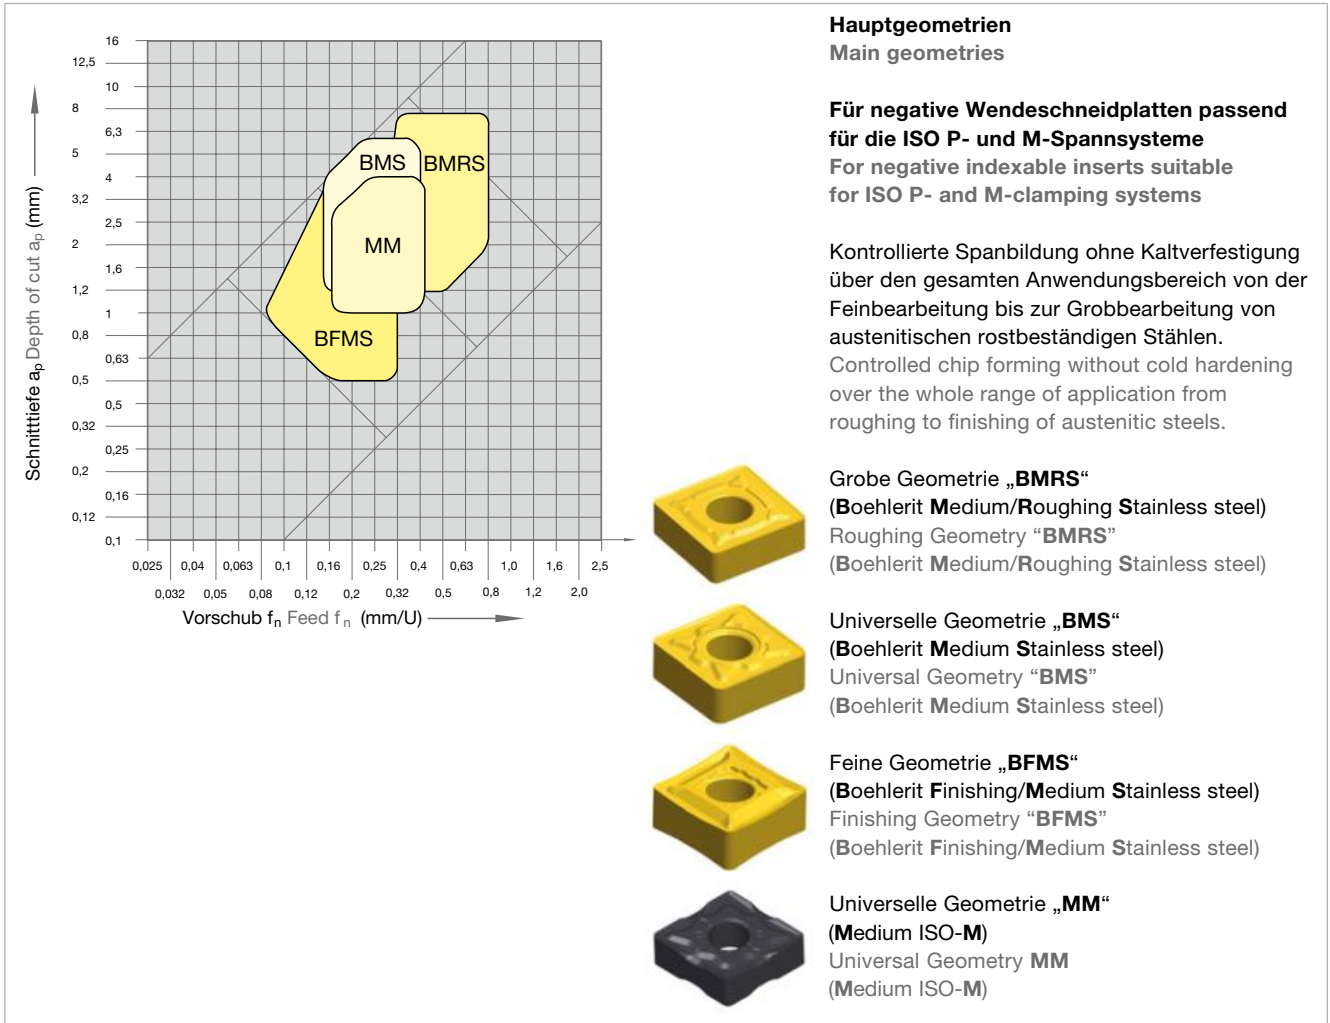 16
12,5
10
8
6,3
5
4
3,2
2,5
2
1,6
1,2
1
0,8
0,63
0,5
0,5
0,32
0,25
0,2
0,16
0,12
0,1
Schnitttiefe ap Depth of cut ap (mm)
BMS
BMRS
MM
BFMS
0,025 0,04 0,063 0,1 0,16 0,25 0,4 0,63 1,0 1,6 2,5
0,032 0,05 0,08 0,12 0,2 0,32 0,5 0,8 1,2 2,0
Vorschub fn Feed fn (mm/U)
Hauptgeometrien
Main geometries
Für negative Wendeschneidplatten passend
für die ISO P- und M-Spannsysteme
For negative indexable inserts suitable
for ISO P- and M-clamping systems
Kontrollierte Spanbildung ohne Kaltverfestigung
über den gesamten Anwendungsbereich von der
Feinbearbeitung bis zur Grobbearbeitung von
austenitischen rostbeständigen Stählen.
Controlled chip forming without cold hardening
over the whole range of application from
roughing to finishing of austenitic steels.
Grobe Geometrie „BMRS“
(Boehlerit Medium/Roughing Stainless steel)
Roughing Geometry “BMRS”
(Boehlerit Medium/Roughing Stainless steel)
Universelle Geometrie „BMS“
(Boehlerit Medium Stainless steel)
Universal Geometry “BMS”
(Boehlerit Medium Stainless steel)
Feine Geometrie „BFMS“
(Boehlerit Finishing/Medium Stainless steel)
Finishing Geometry “BFMS”
(Boehlerit Finishing/Medium Stainless steel)
Universelle Geometrie „MM“
(Medium ISO-M)
Universal Geometry MM
(Medium ISO-M)